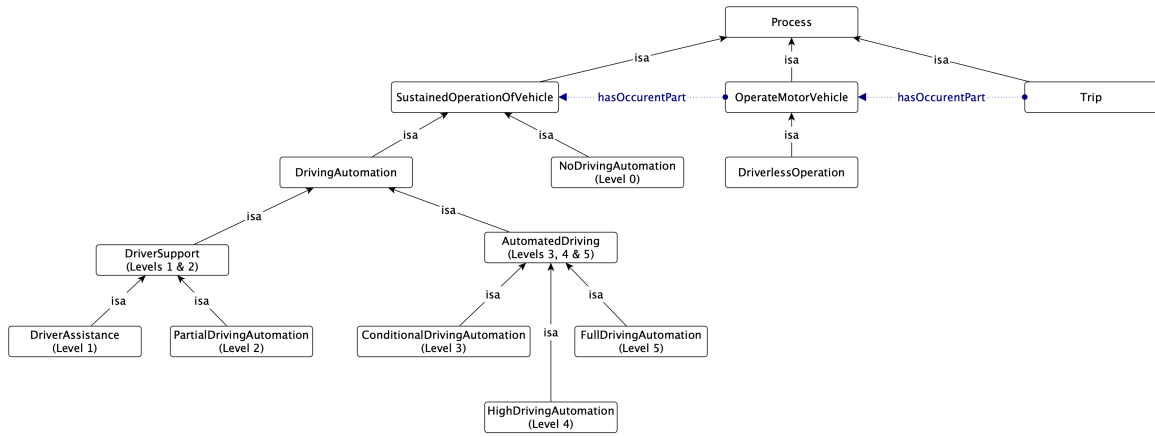 Process
isa
isa
isa
SustainedOperationOfVehicle
hasOccurentPart
OperateMotorVehicle
hasOccurentPart
Trip
isa
isa
isa
DrivingAutomation
NoDrivingAutomation
(Level 0)
DriverlessOperation
isa
isa
DriverSupport
(Levels 1 & 2)
AutomatedDriving
(Levels 3, 4 & 5)
isa
isa
isa
isa
isa
DriverAssistance
(Level 1)
PartialDrivingAutomation
(Level 2)
ConditionalDrivingAutomation
(Level 3)
FullDrivingAutomation
(Level 5)
HighDrivingAutomation
(Level 4)